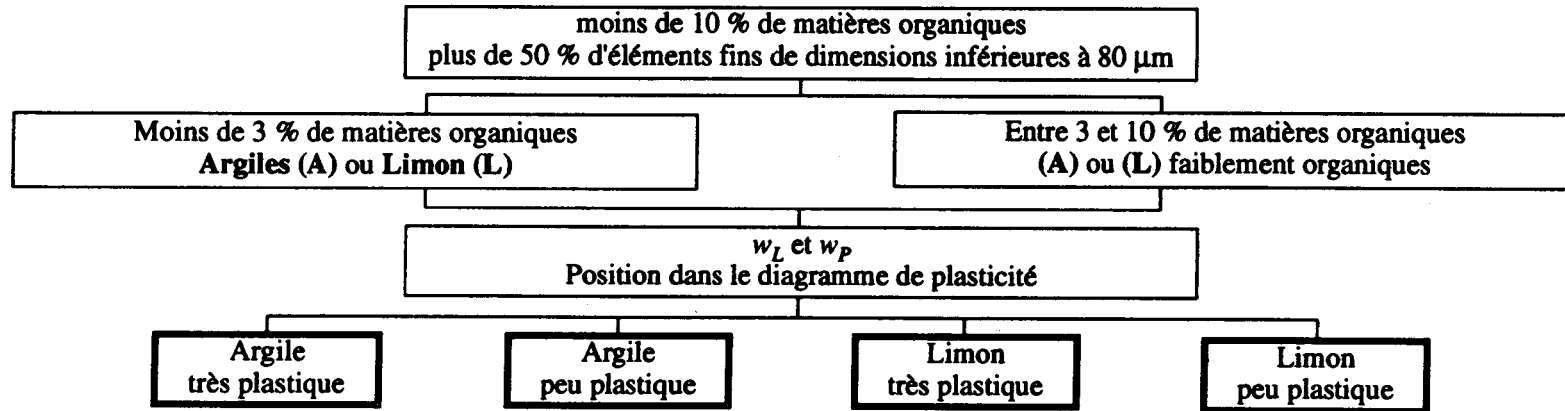 moins de 10 % de matières organiques
plus de 50 % d'éléments fins de dimensions inférieures à 80 μm
Moins de 3 % de matières organiques
Argiles (A) ou Limon (L)
Entre 3 et 10 % de matières organiques
(A) ou (L) faiblement organiques
w_L et w_P
Position dans le diagramme de plasticité
Argile
très plastique
Argile
peu plastique
Limon
très plastique
Limon
peu plastique